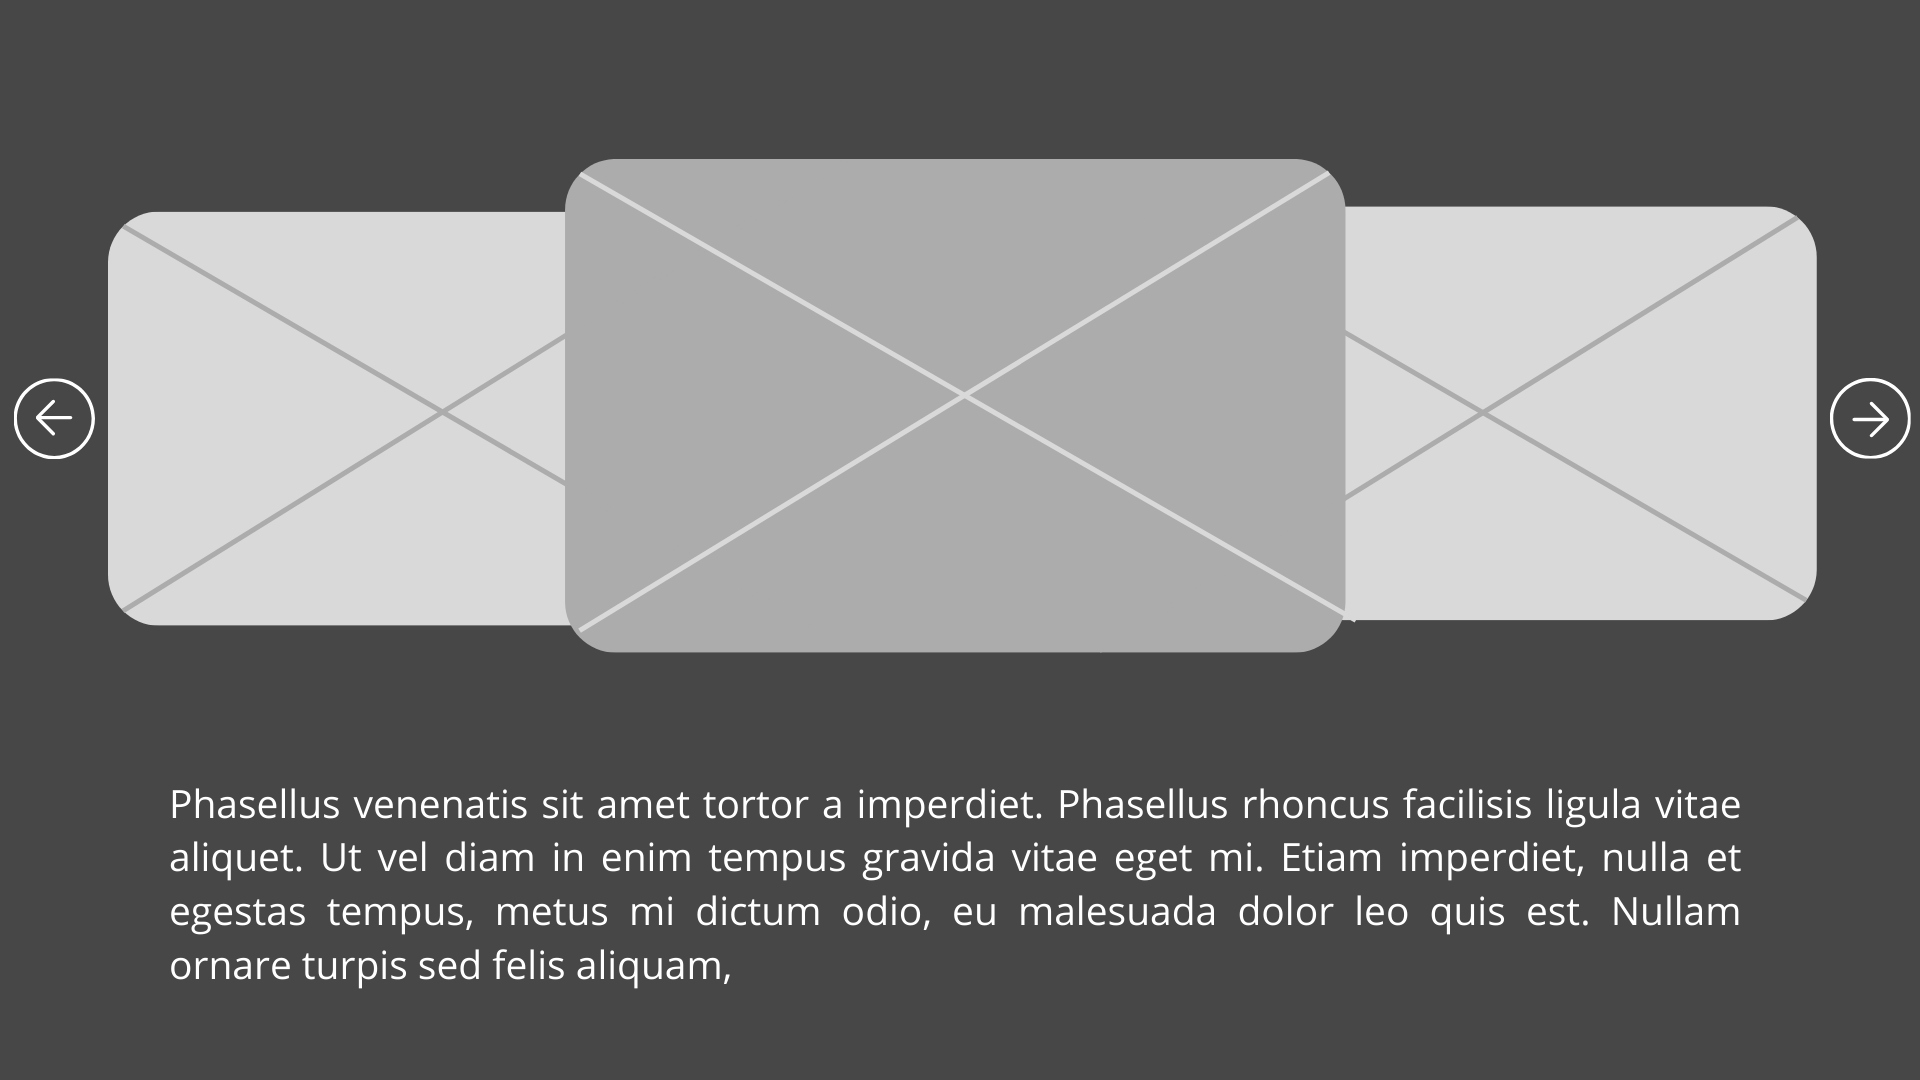 Phasellus venenatis sit amet tortor a imperdiet. Phasellus rhoncus facilisis ligula vitae
aliquet. Ut vel diam in enim tempus gravida vitae eget mi. Etiam imperdiet, nulla et
egestas tempus, metus mi dictum odio, eu malesuada dolor leo quis est. Nullam
ornare turpis sed felis aliquam,